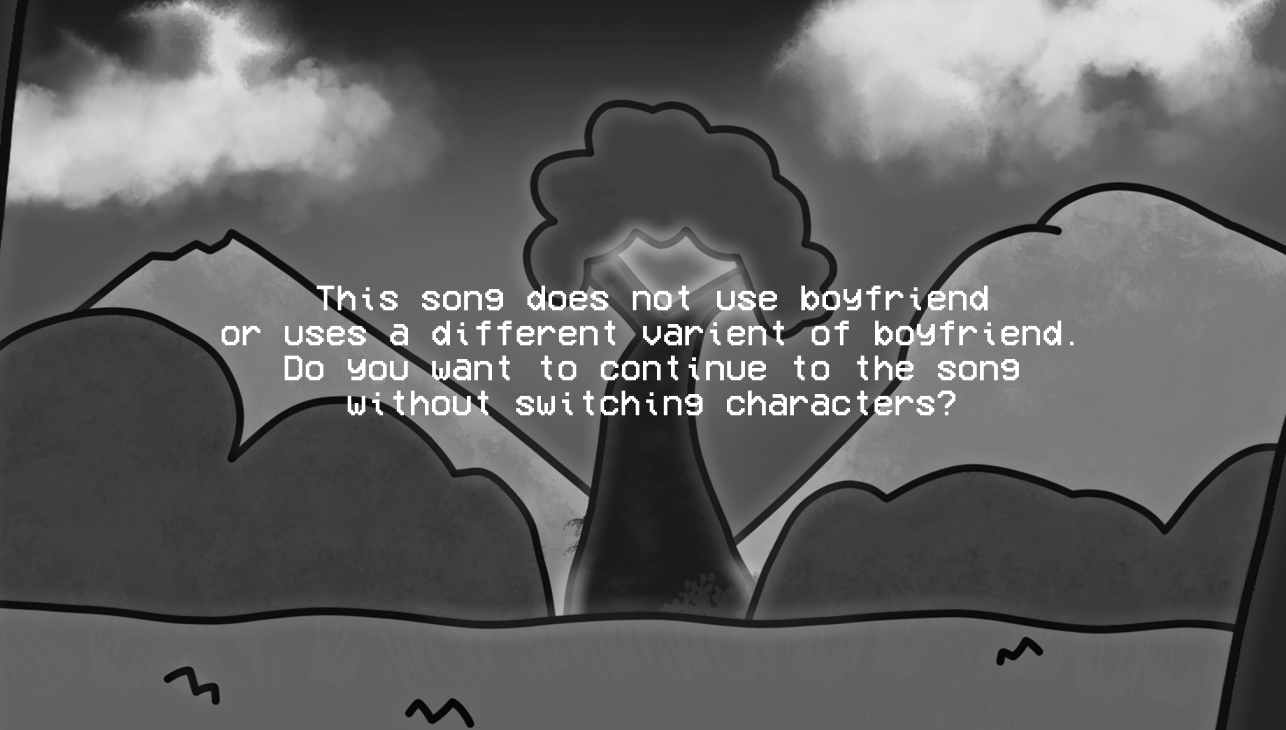 This song does not use boyfriend
or uses a different varient of boyfriend.
Do you want to continue to the song
without switching characters?